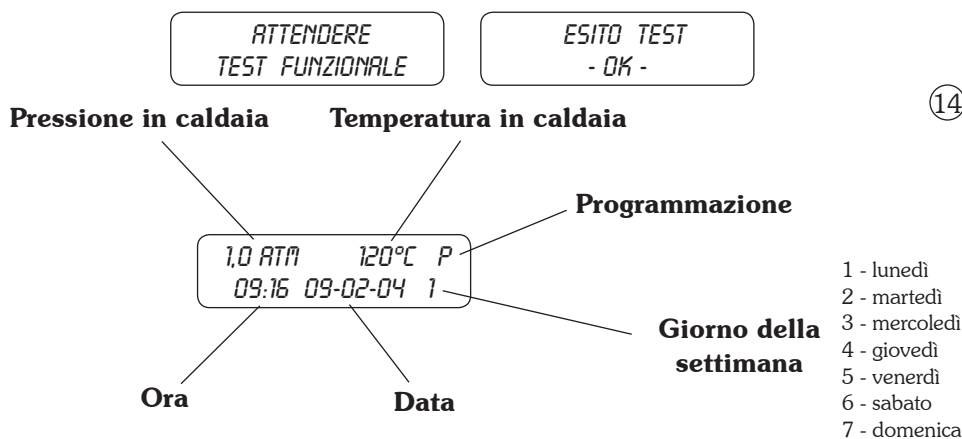 ATTENDERE
TEST FUNZIONALE
ESITO TEST
- OK -
14
Pressione in caldaia
Temperatura in caldaia
Programmazione
1,0 ATM 120°C P
09:16 09-02-04 1
Giorno della
settimana
Ora
Data
1 - lunedì
2 - martedì
3 - mercoledì
4 - giovedì
5 - venerdì
6 - sabato
7 - domenica